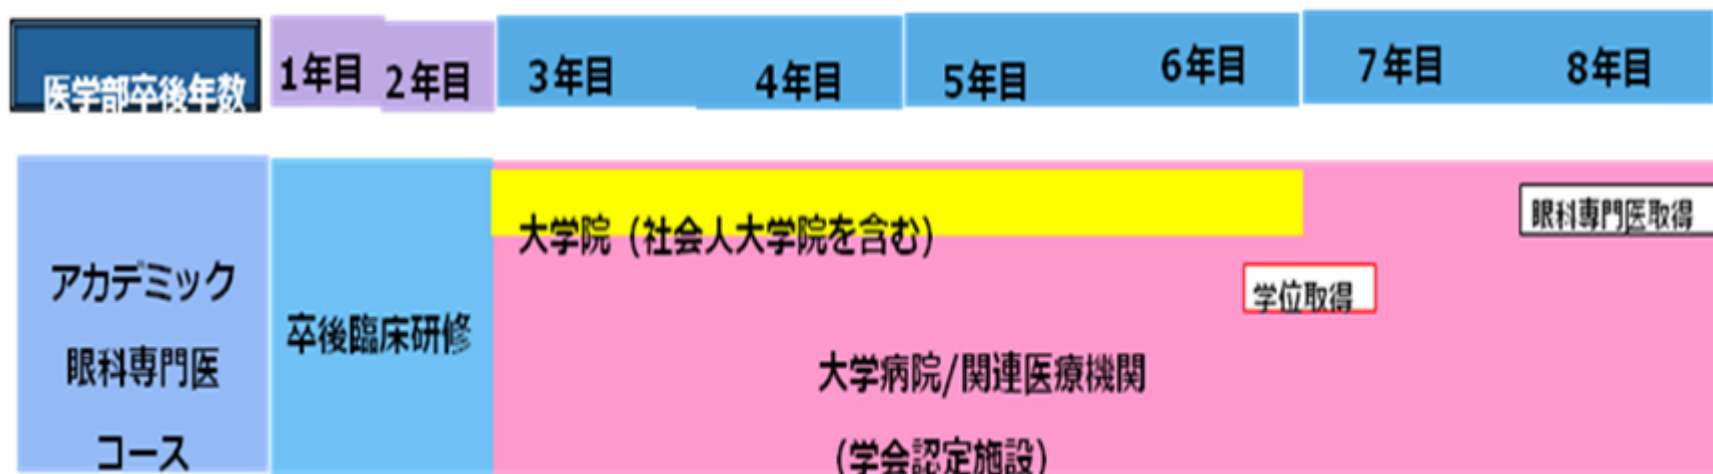 医学部卒後年数
1年目
2年目
3年目
4年目
5年目
6年目
7年目
8年目
アカデミック
眼科専門医
コース
卒後臨床研修
大学院（社会人大学院を含む）
眼科専門医取得
学位取得
大学病院/関連医療機関
（学会認定施設）